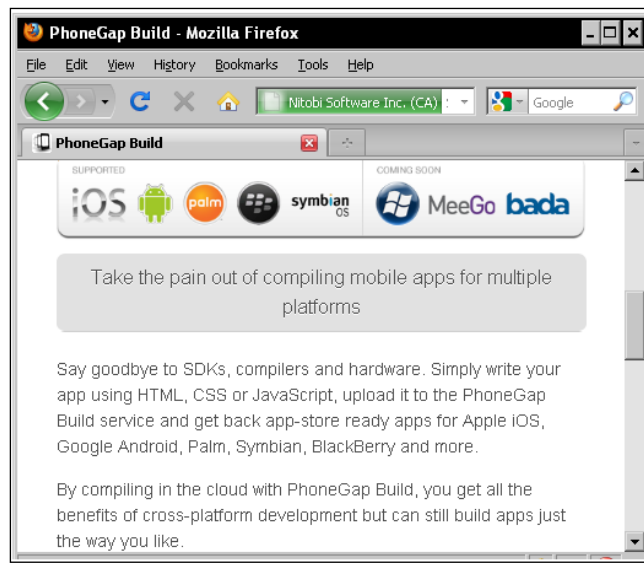 PhoneGap Build - Mozilla Firefox
File Edit View History Bookmarks Tools Help
Nitobi Software Inc. (CA) Google
PhoneGap Build
SUPPORTED COMING SOON
iOS palm symbian OS MeeGo bada
Take the pain out of compiling mobile apps for multiple
platforms
Say goodbye to SDKs, compilers and hardware. Simply write your
app using HTML, CSS or JavaScript, upload it to the PhoneGap
Build service and get back app-store ready apps for Apple iOS,
Google Android, Palm, Symbian, BlackBerry and more.
By compiling in the cloud with PhoneGap Build, you get all the
benefits of cross-platform development but can still build apps just
the way you like.